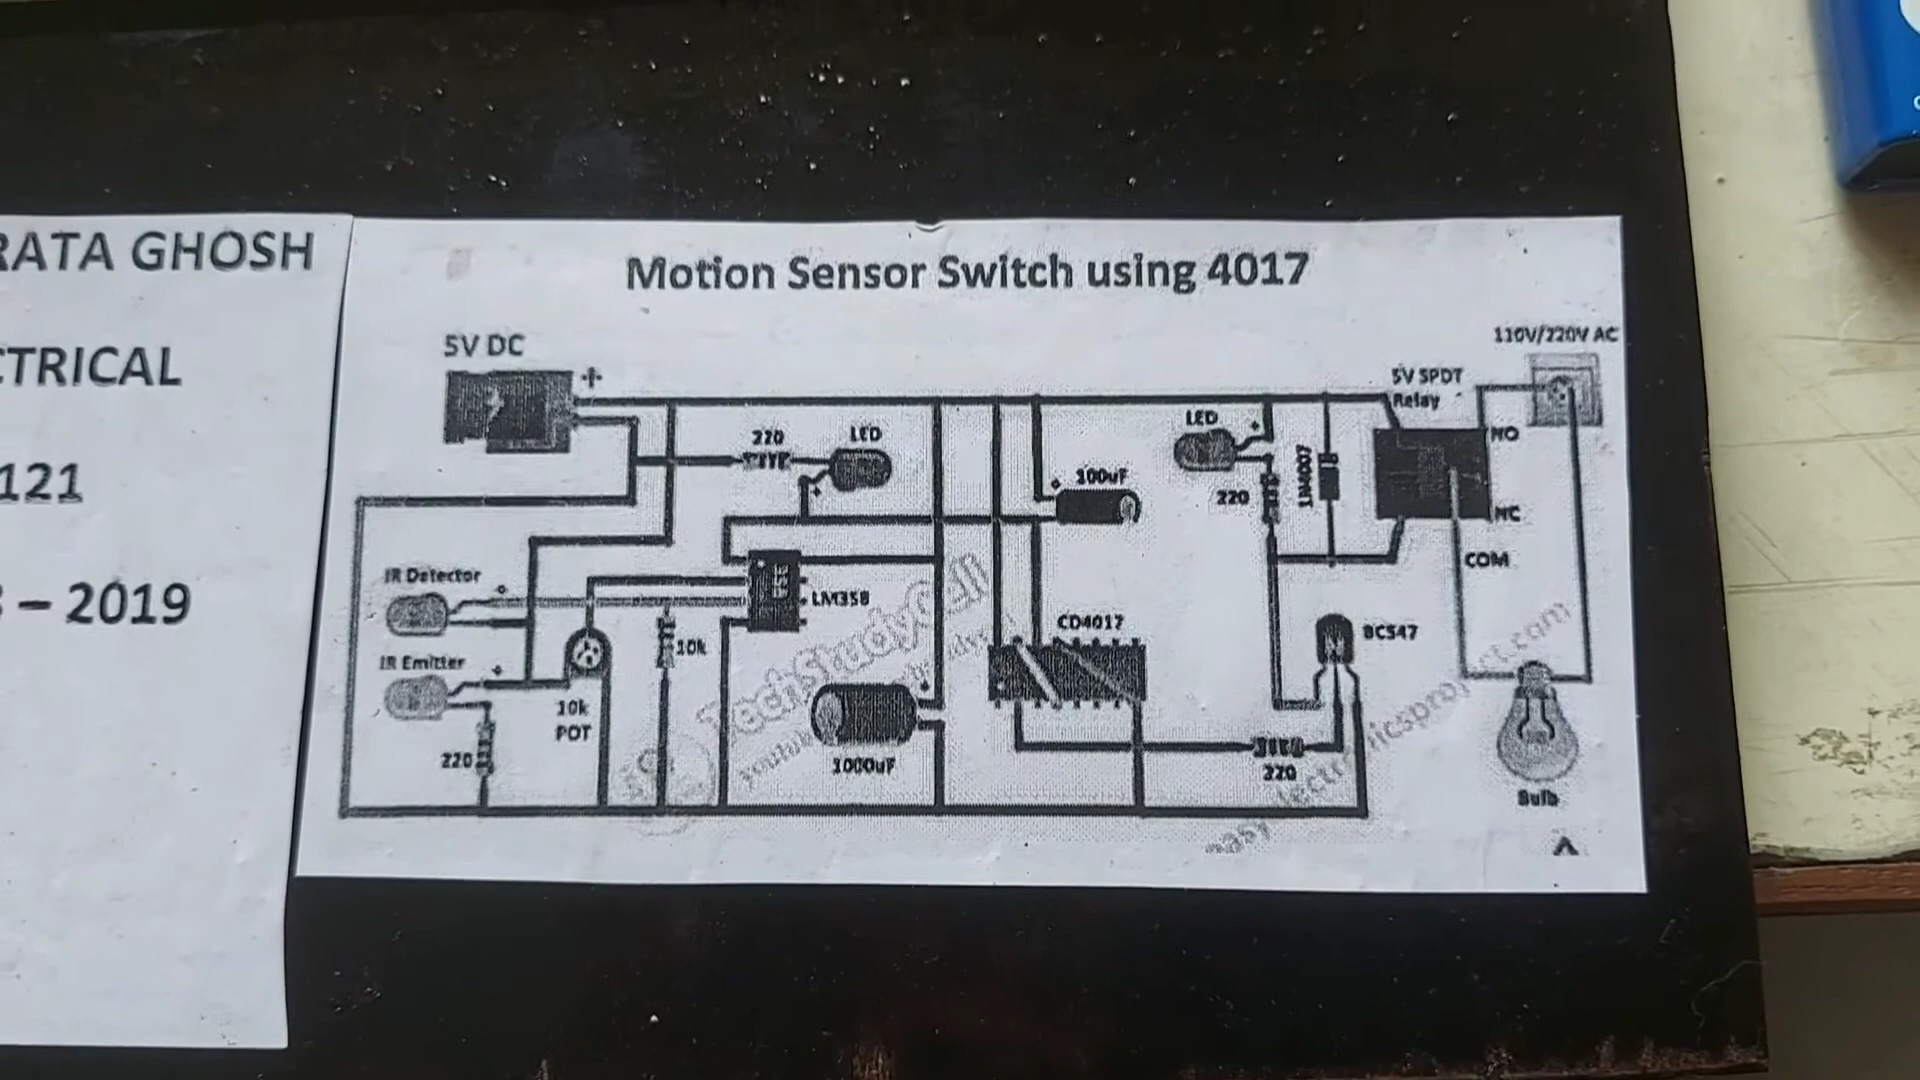 RATA GHOSH
CTRICAL
121
– 2019
Motion Sensor Switch using 4017
5V DC
+
110V/220V AC
5V SPDT
Relay
NO
NC
COM
220
LED
LED
100uF
220
1N4007
IR Detector
LM358
10k
IR Emitter
10k
POT
220
1000uF
CD4017
BC547
220
Bulb
TechStudyCell